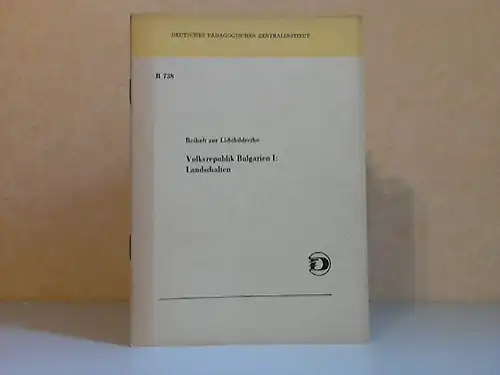 DEUTSCHES PÄDAGOGISCHES ZENTRALINSTITUT
R 738
Beiheft zur Lichtbildreihe
Volksrepublik Bulgarien I:
Landschaften